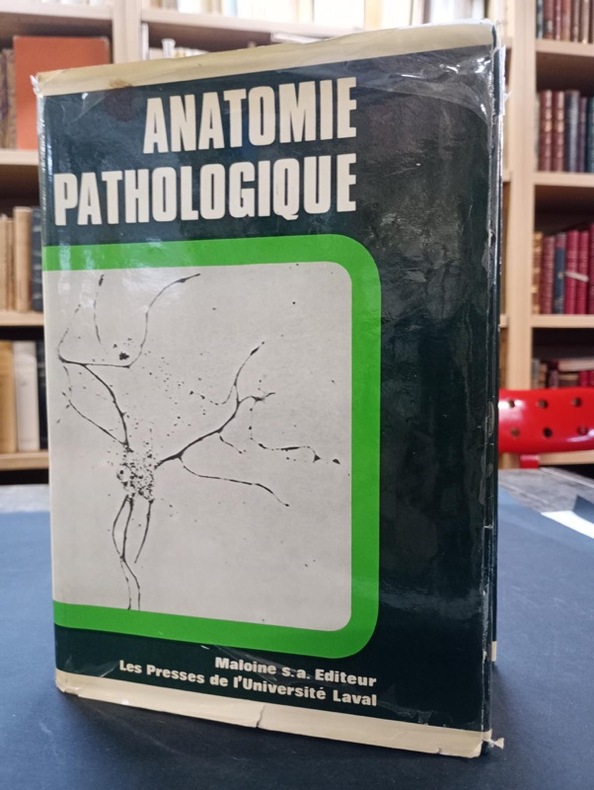 ANATOMIE
PATHOLOGIQUE
Maloine s.a. Editeur
Les Presses de l'Université Laval